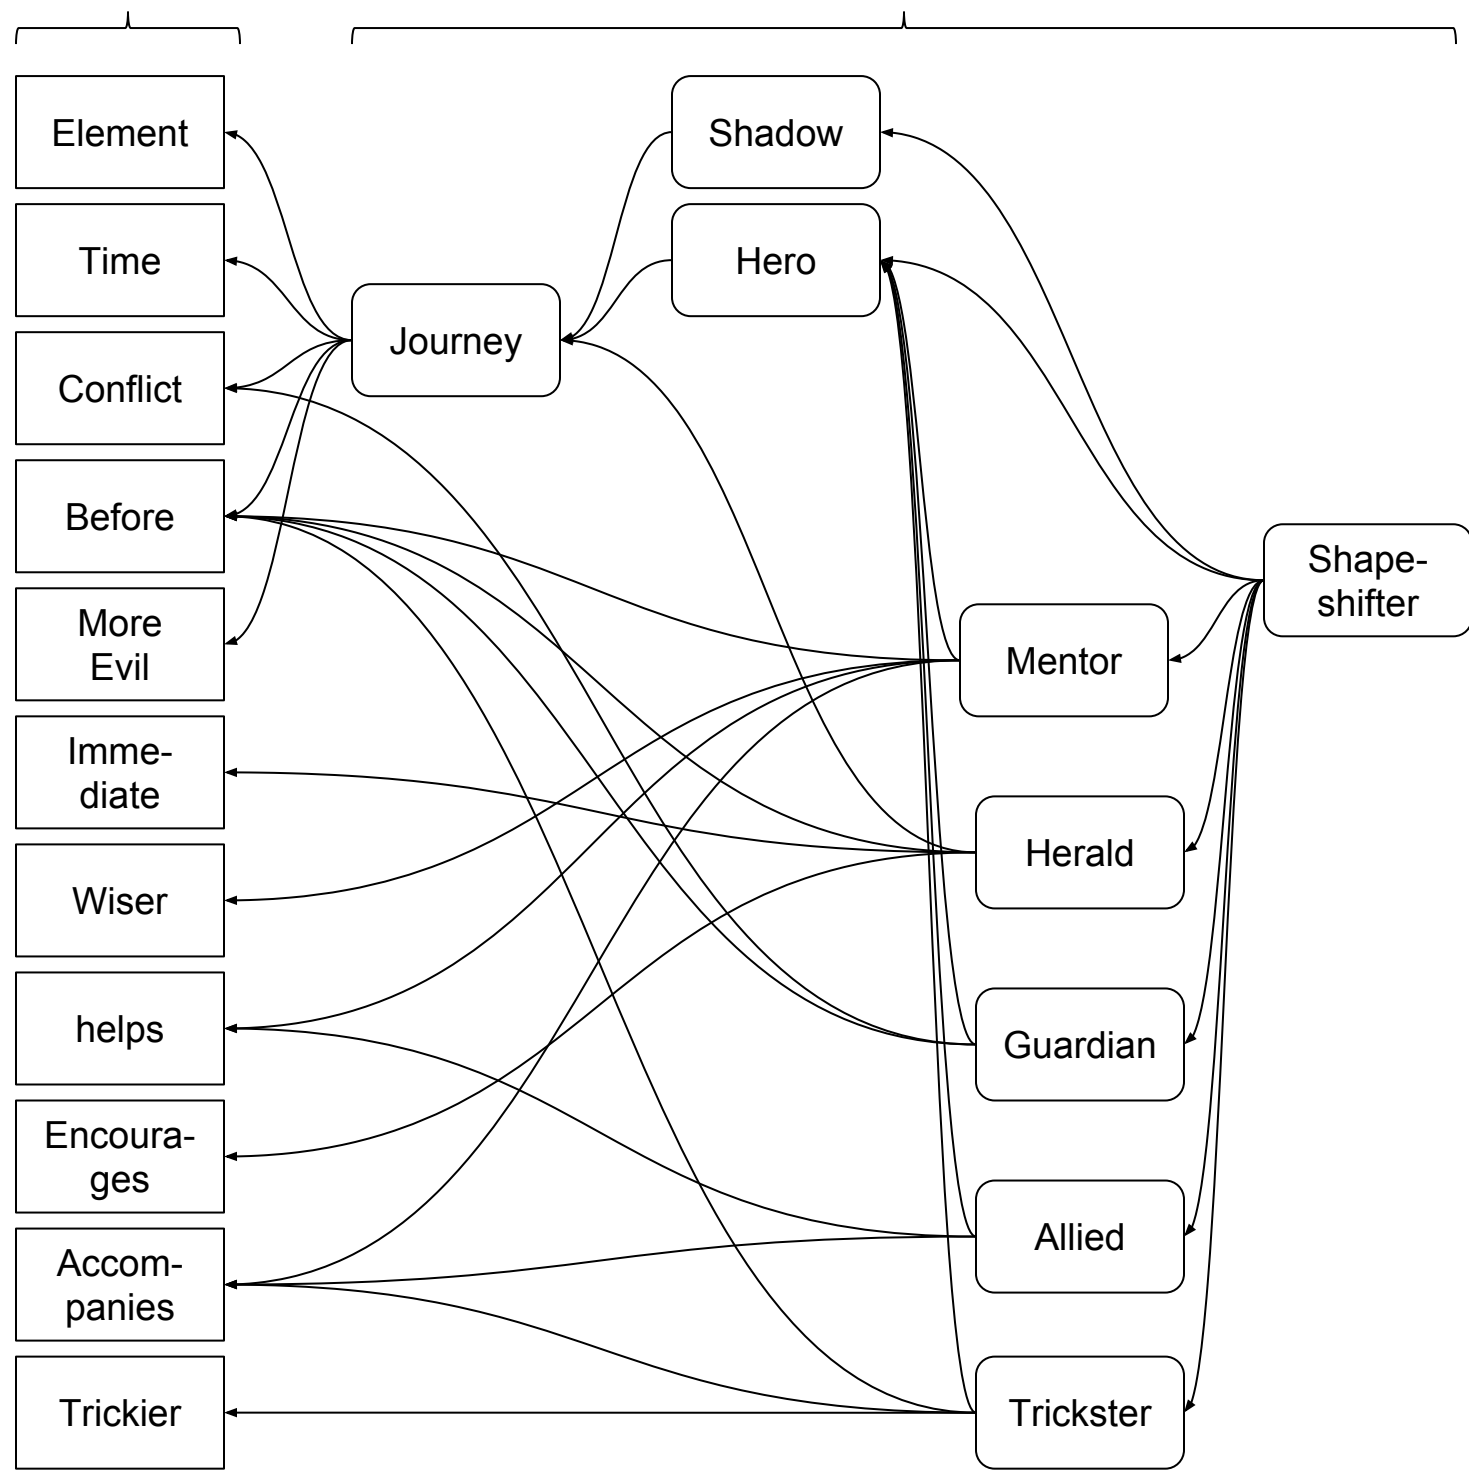 Element
Time
Conflict
Before
More
Evil
Imme-
diate
Wiser
helps
Encoura-
ges
Accom-
panies
Trickier
Journey
Shadow
Hero
Mentor
Herald
Guardian
Allied
Trickster
Shape-
shifter